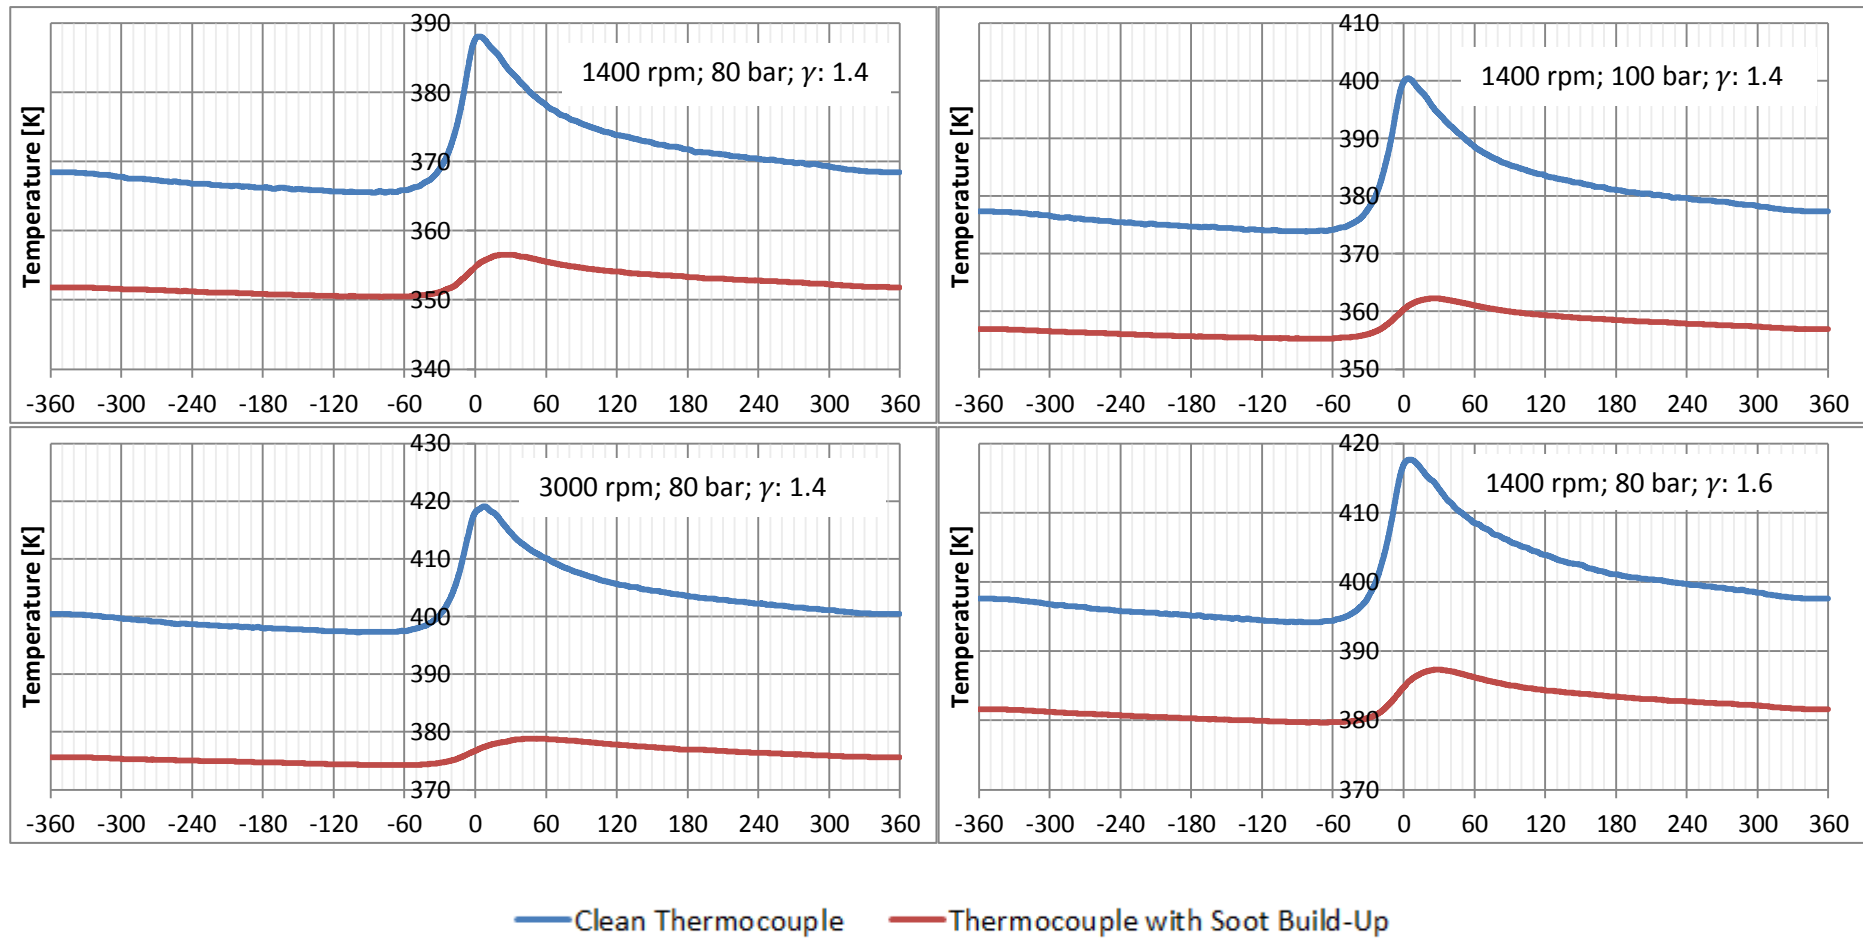 390
380
370
360
350
340
Temperature [K]
1400 rpm; 80 bar; γ: 1.4
-360 -300 -240 -180 -120 -60 0 60 120 180 240 300 360
410
400
390
380
370
360
350
Temperature [K]
1400 rpm; 100 bar; γ: 1.4
-360 -300 -240 -180 -120 -60 0 60 120 180 240 300 360
430
420
410
400
390
380
370
Temperature [K]
3000 rpm; 80 bar; γ: 1.4
-360 -300 -240 -180 -120 -60 0 60 120 180 240 300 360
420
410
400
390
380
370
Temperature [K]
1400 rpm; 80 bar; γ: 1.6
-360 -300 -240 -180 -120 -60 0 60 120 180 240 300 360
Clean Thermocouple Thermocouple with Soot Build-Up